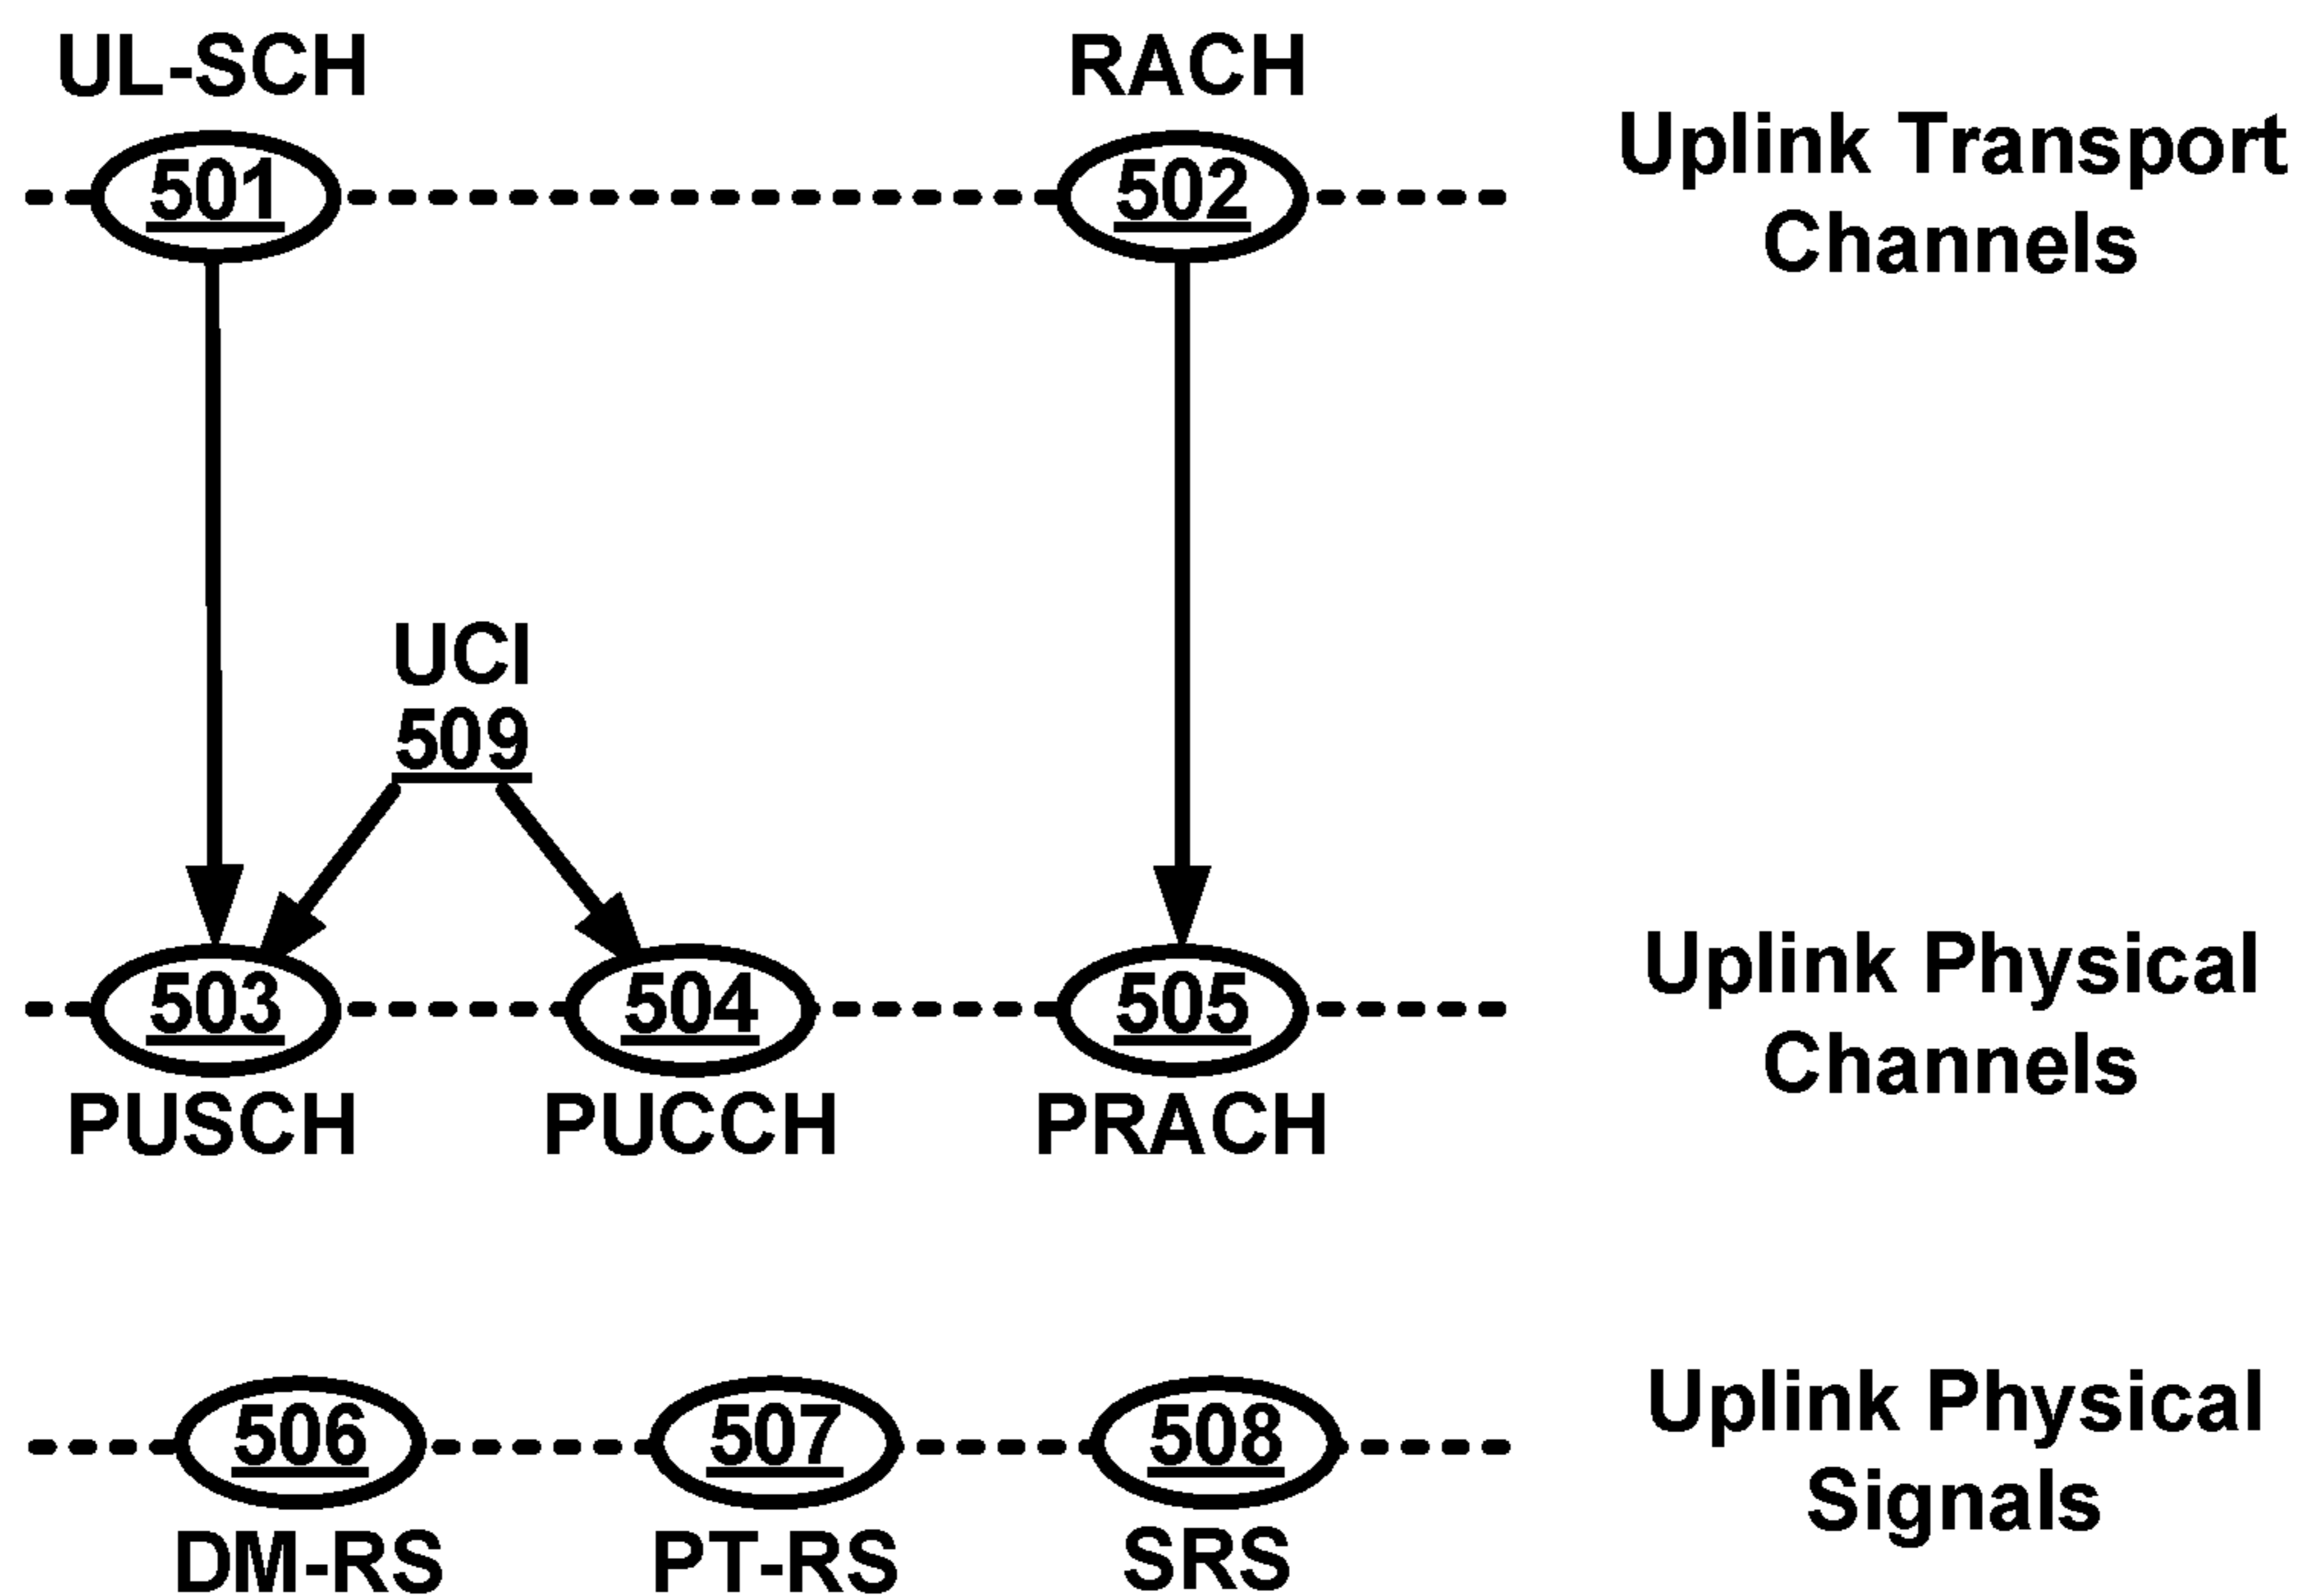 UL-SCH
RACH
501
502
Uplink Transport
Channels
UCI
509
503
504
505
Uplink Physical
Channels
PUSCH
PUCCH
PRACH
506
507
508
Uplink Physical
Signals
DM-RS
PT-RS
SRS